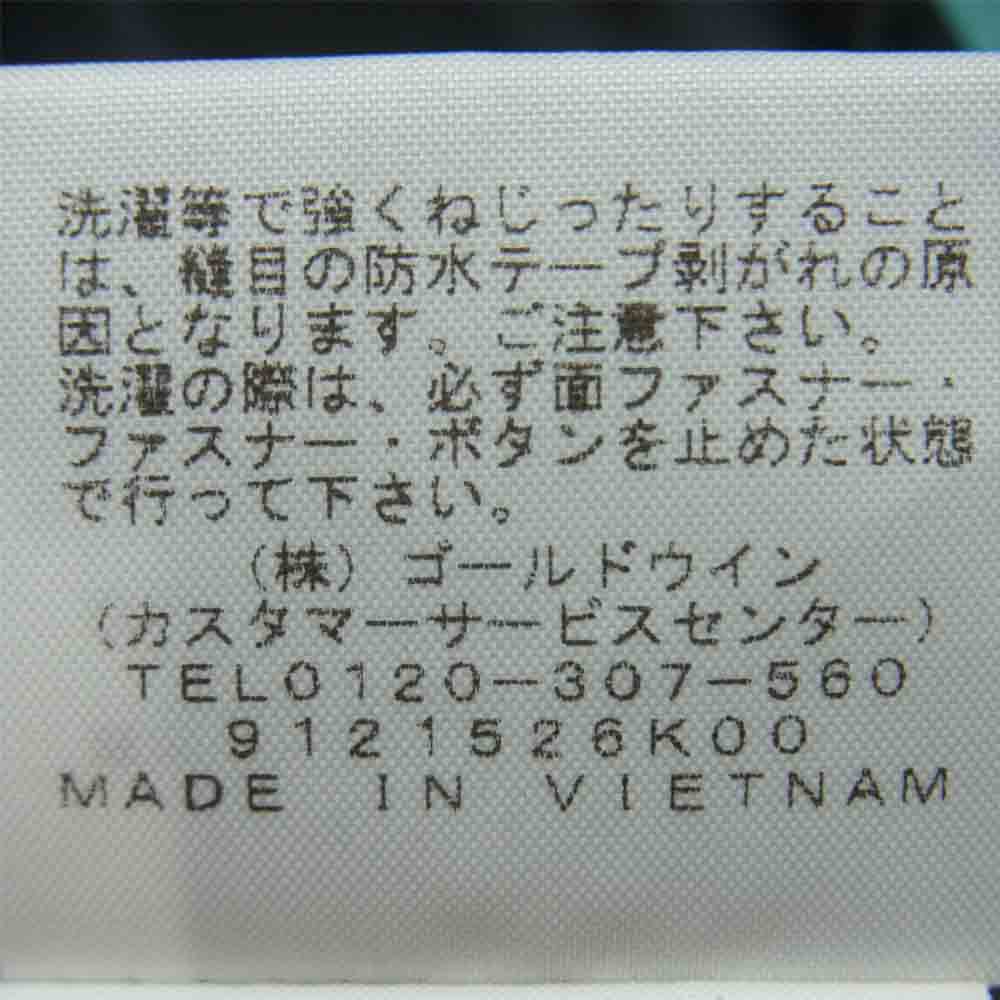 洗濯等で強くねじったりすること
は、縫目の防水テープ剥がれの原
因となります。ご注意下さい。
洗濯の際は、必ず面ファスナー・
ファスナー・ボタンを止めた状態
で行って下さい。
(株)ゴールドウイン
(カスタマーサービスセンター)
TEL0120-307-560
9121526K00
MADE IN VIETNAM